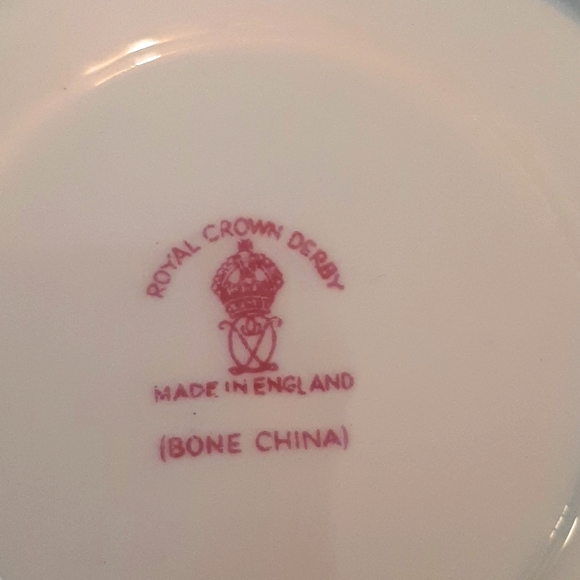 ROYAL CROWN DERBY
MADE IN ENGLAND
(BONE CHINA)